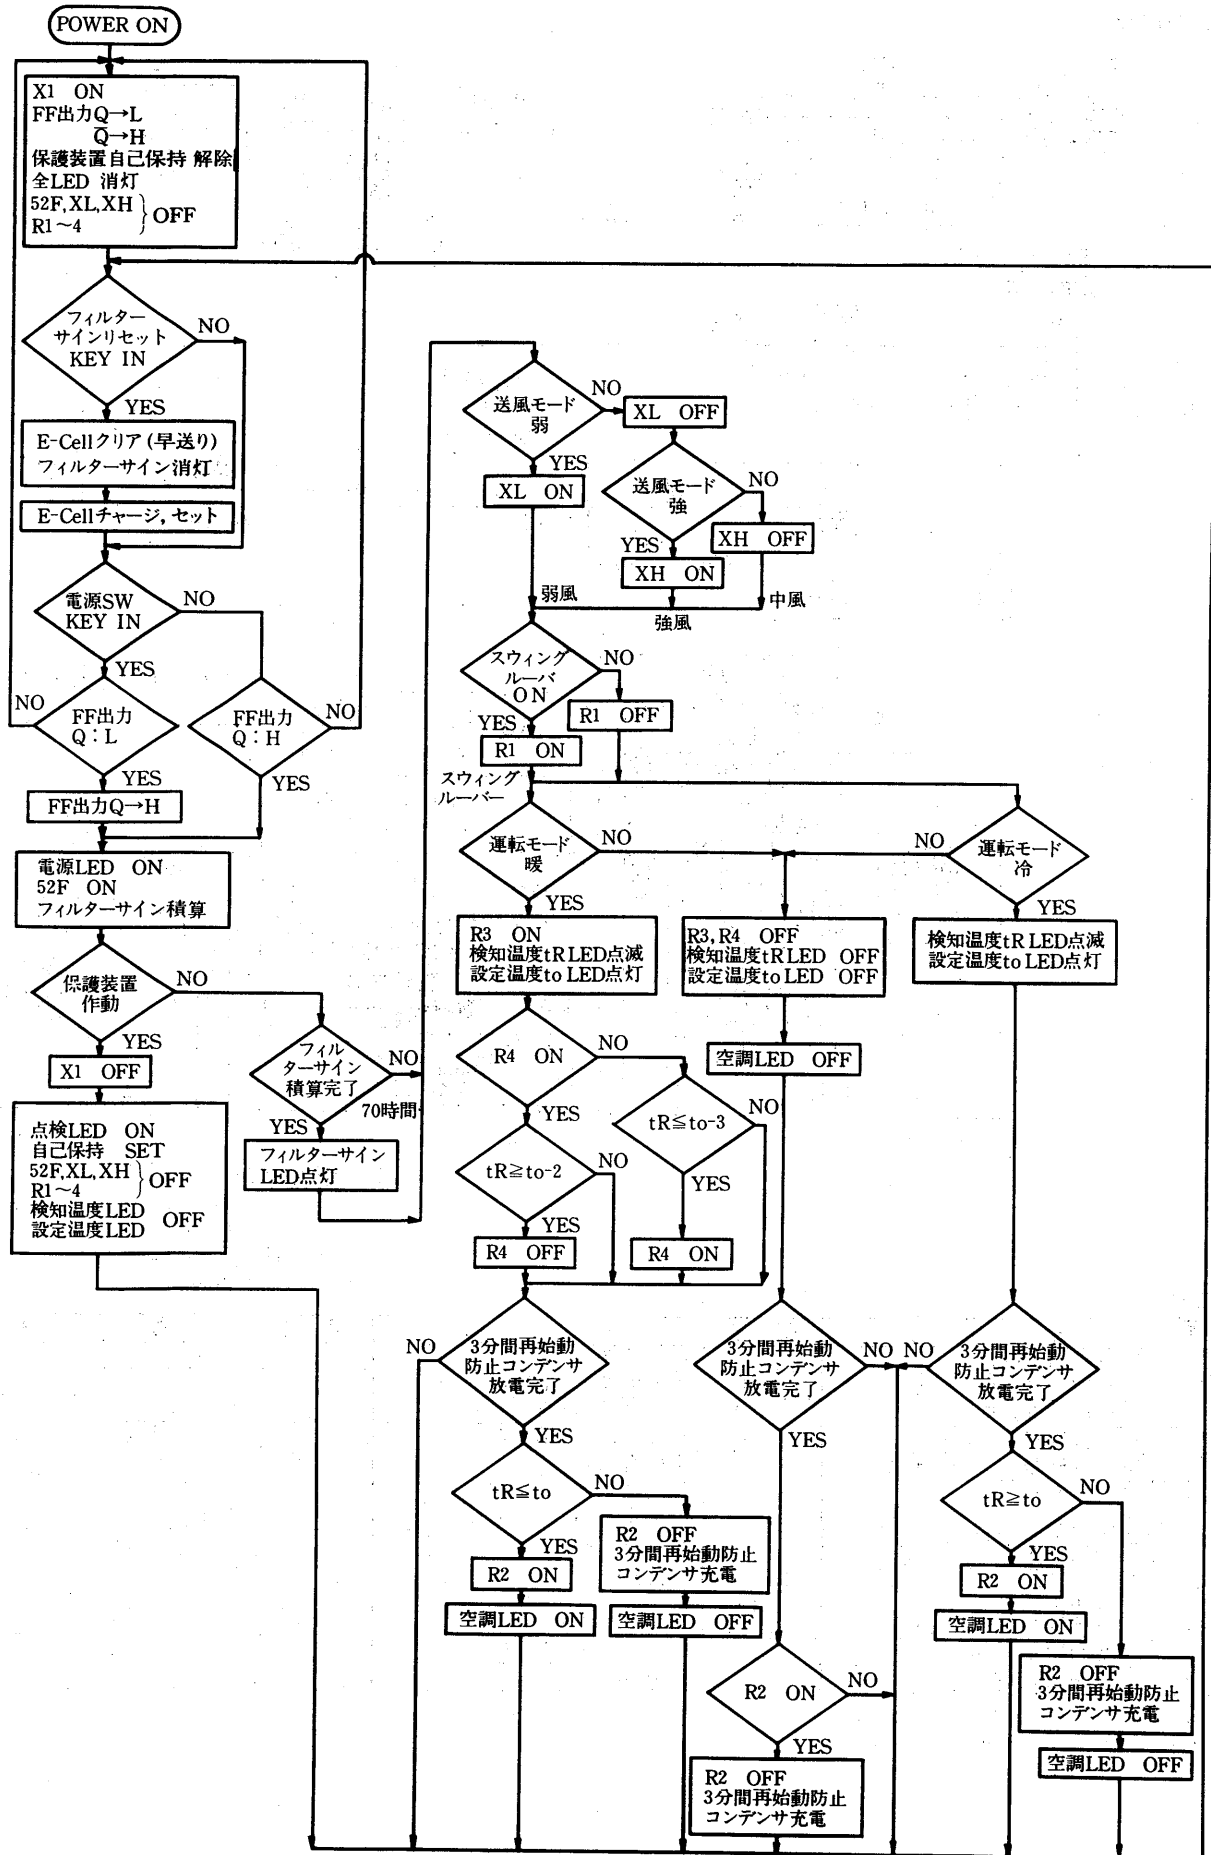 POWER ON
X1 ON
FF出力Q→L
Q̅→H
保護装置自己保持 解除
全LED 消灯
52F,XL,XH
R1～4
OFF
フィルター
サインリセット
KEY IN
NO
YES
E-Cellクリア(早送り)
フィルターサイン消灯
E-Cellチャージ,セット
電源SW
KEY IN
NO
YES
FF出力
Q:L
NO
YES
FF出力
Q:H
NO
YES
FF出力Q→H
電源LED ON
52F ON
フィルターサイン積算
保護装置
作動
NO
YES
X1 OFF
点検LED ON
自己保持 SET
52F,XL,XH
R1～4
OFF
検知温度LED
設定温度LED
OFF
フィル
ターサイン
積算完了
NO
70時間
YES
フィルターサイン
LED点灯
送風モード
弱
NO
YES
XL OFF
XL ON
送風モード
強
NO
YES
XH OFF
XH ON
弱風
強風
中風
スウィング
ルーバ
ON
NO
YES
R1 OFF
R1 ON
スウィング
ルーバー
運転モード
暖
NO
YES
運転モード
冷
NO
YES
R3 ON
検知温度tR LED点滅
設定温度to LED点灯
R3,R4 OFF
検知温度tR LED OFF
設定温度to LED OFF
検知温度tR LED点滅
設定温度to LED点灯
空調LED OFF
R4 ON
NO
YES
tR≦to-3
NO
YES
tR≧to-2
NO
YES
R4 OFF
R4 ON
3分間再始動
防止コンデンサ
放電完了
NO
YES
3分間再始動
防止コンデンサ
放電完了
NO
YES
3分間再始動
防止コンデンサ
放電完了
NO
YES
tR≦to
NO
YES
R2 ON
空調LED ON
R2 OFF
3分間再始動防止
コンデンサ充電
空調LED OFF
R2 ON
NO
YES
R2 OFF
3分間再始動防止
コンデンサ充電
tR≧to
NO
YES
R2 ON
空調LED ON
R2 OFF
3分間再始動防止
コンデンサ充電
空調LED OFF